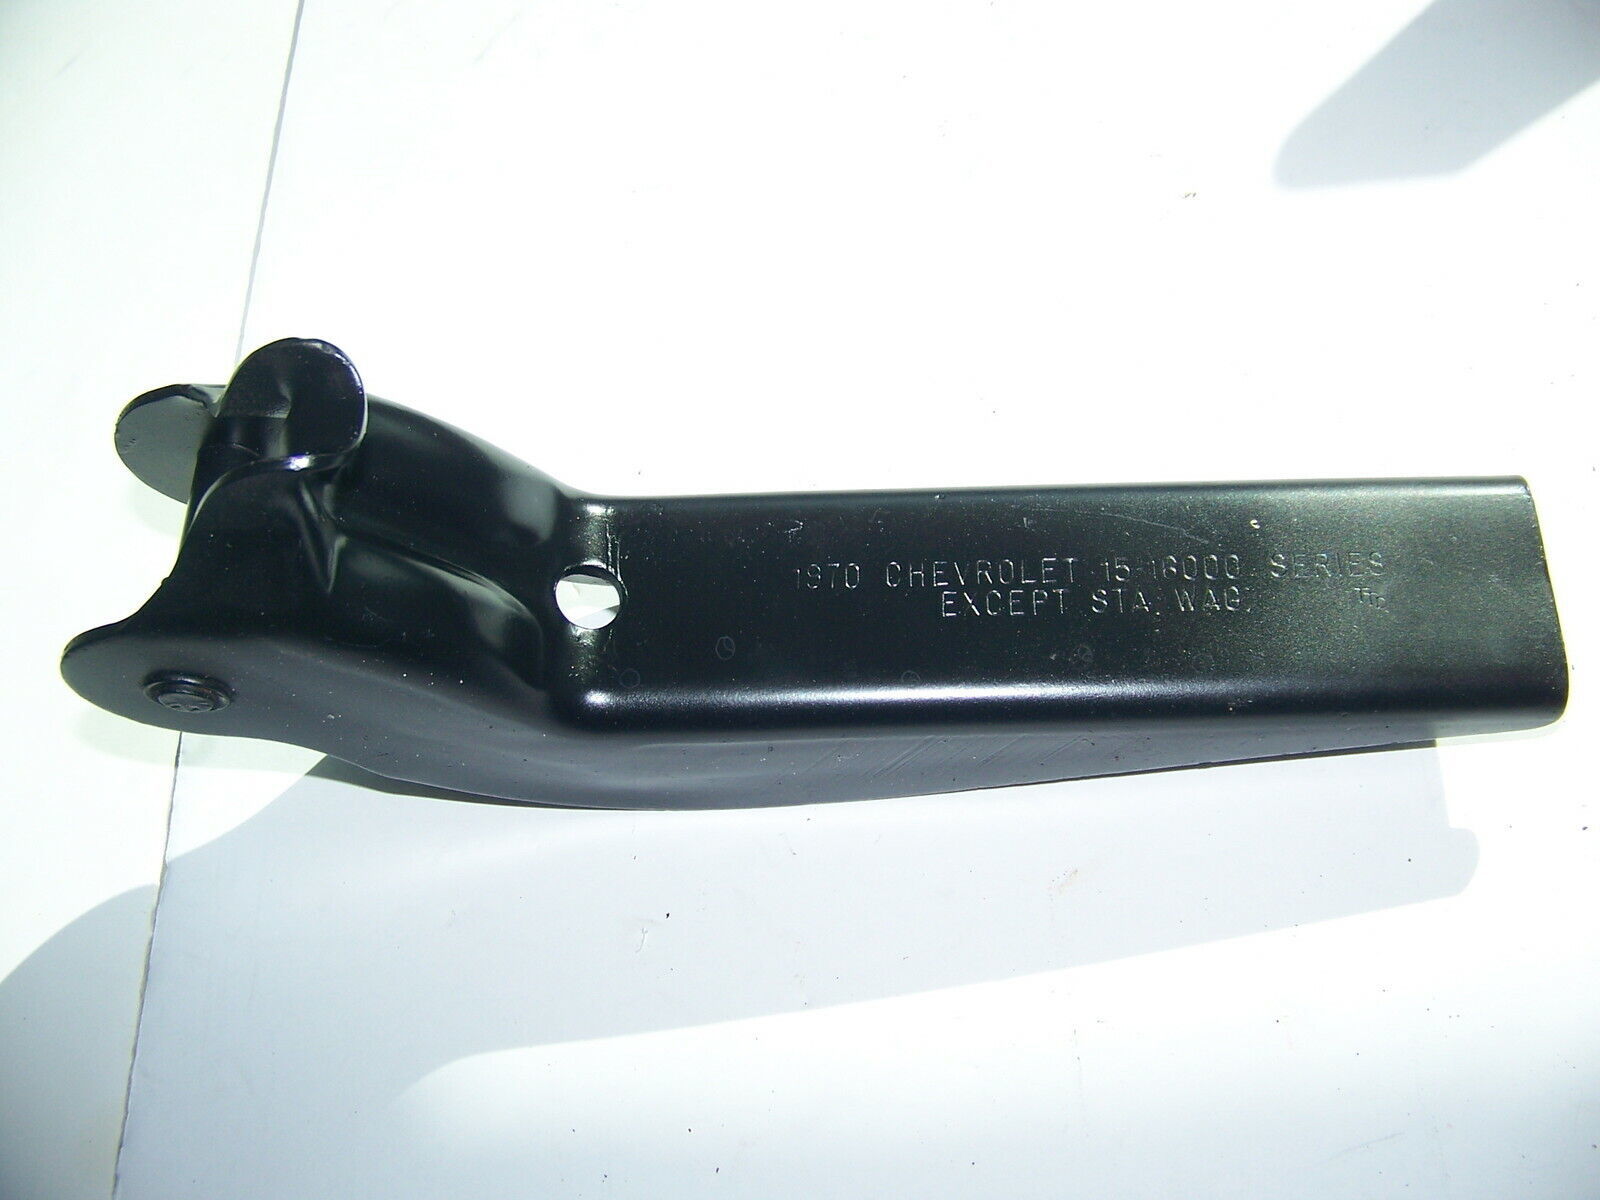 1970 CHEVROLET 15-16000 SERIES
EXCEPT STA. WAG.